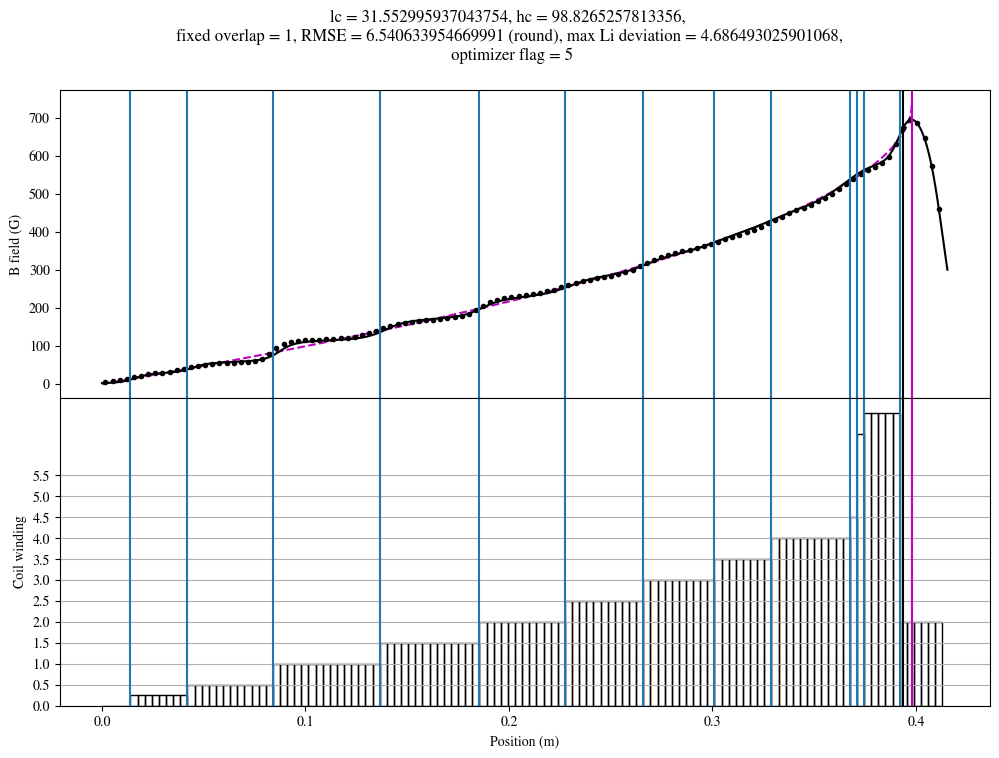 lc = 31.552995937043754, hc = 98.8265257813356,
fixed overlap = 1, RMSE = 6.540633954669991 (round), max Li deviation = 4.686493025901068,
optimizer flag = 5
700
600
500
400
300
200
100
0
B field (G)
5.5
5.0
4.5
4.0
3.5
3.0
2.5
2.0
1.5
1.0
0.5
0.0
Coil winding
0.0 0.1 0.2 0.3 0.4
Position (m)